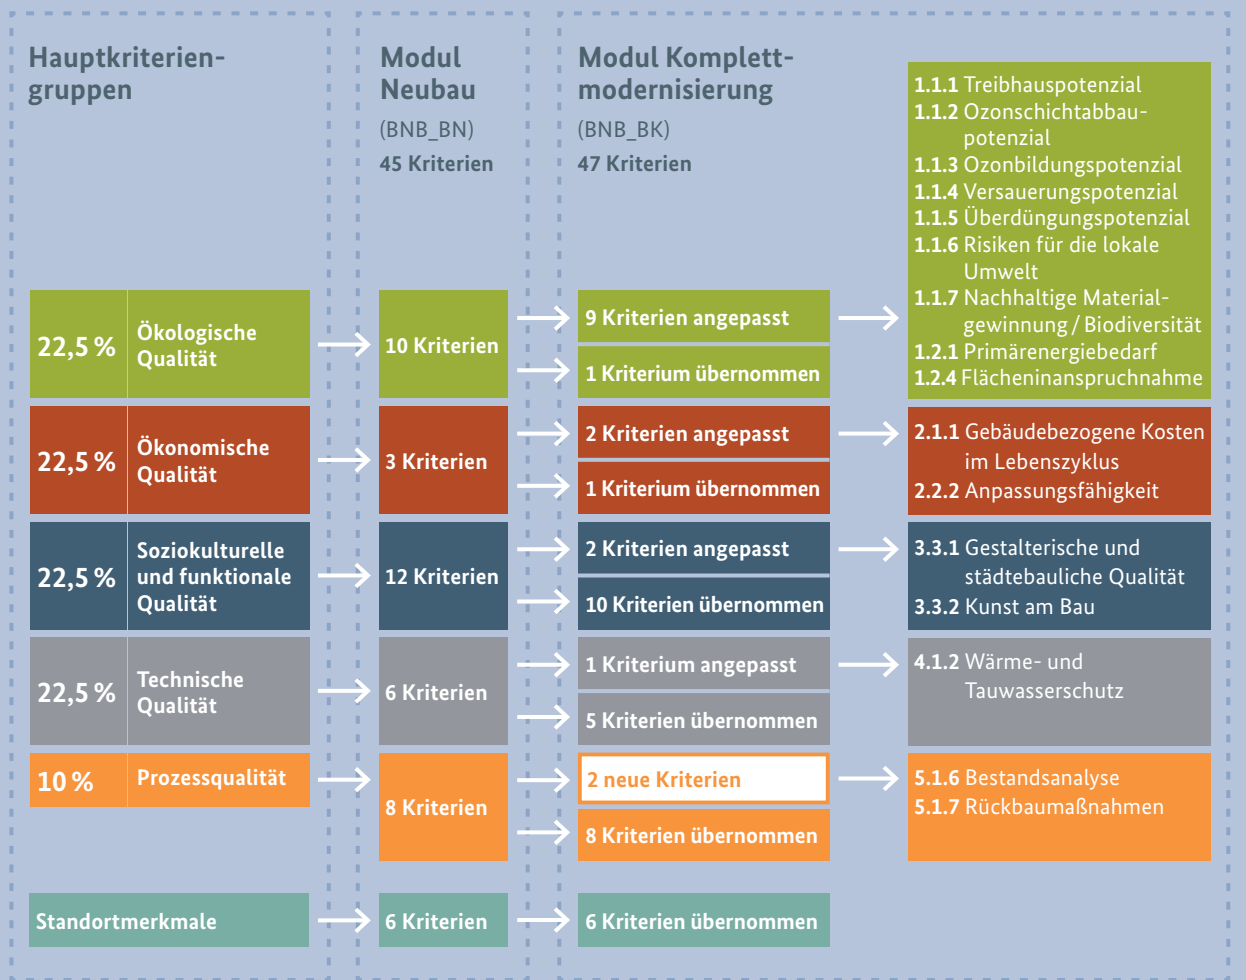 Hauptkriterien-
gruppen
Modul
Neubau
(BNB_BN)
45 Kriterien
Modul Komplett-
modernisierung
(BNB_BK)
47 Kriterien
22,5 %
Ökologische
Qualität
10 Kriterien
9 Kriterien angepasst
1 Kriterium übernommen
1.1.1 Treibhauspotenzial
1.1.2 Ozonschichtabbau-
potenzial
1.1.3 Ozonbildungspotenzial
1.1.4 Versauerungspotenzial
1.1.5 Überdüngungspotenzial
1.1.6 Risiken für die lokale
Umwelt
1.1.7 Nachhaltige Material-
gewinnung / Biodiversität
1.2.1 Primärenergiebedarf
1.2.4 Flächeninanspruchnahme
22,5 %
Ökonomische
Qualität
3 Kriterien
2 Kriterien angepasst
1 Kriterium übernommen
2.1.1 Gebäudebezogene Kosten
im Lebenszyklus
2.2.2 Anpassungsfähigkeit
22,5 %
Soziokulturelle
und funktionale
Qualität
12 Kriterien
2 Kriterien angepasst
10 Kriterien übernommen
3.3.1 Gestalterische und
städtebauliche Qualität
3.3.2 Kunst am Bau
22,5 %
Technische
Qualität
6 Kriterien
1 Kriterium angepasst
5 Kriterien übernommen
4.1.2 Wärme- und
Tauwasserschutz
10 %
Prozessqualität
8 Kriterien
2 neue Kriterien
8 Kriterien übernommen
5.1.6 Bestandsanalyse
5.1.7 Rückbaumaßnahmen
Standortmerkmale
6 Kriterien
6 Kriterien übernommen